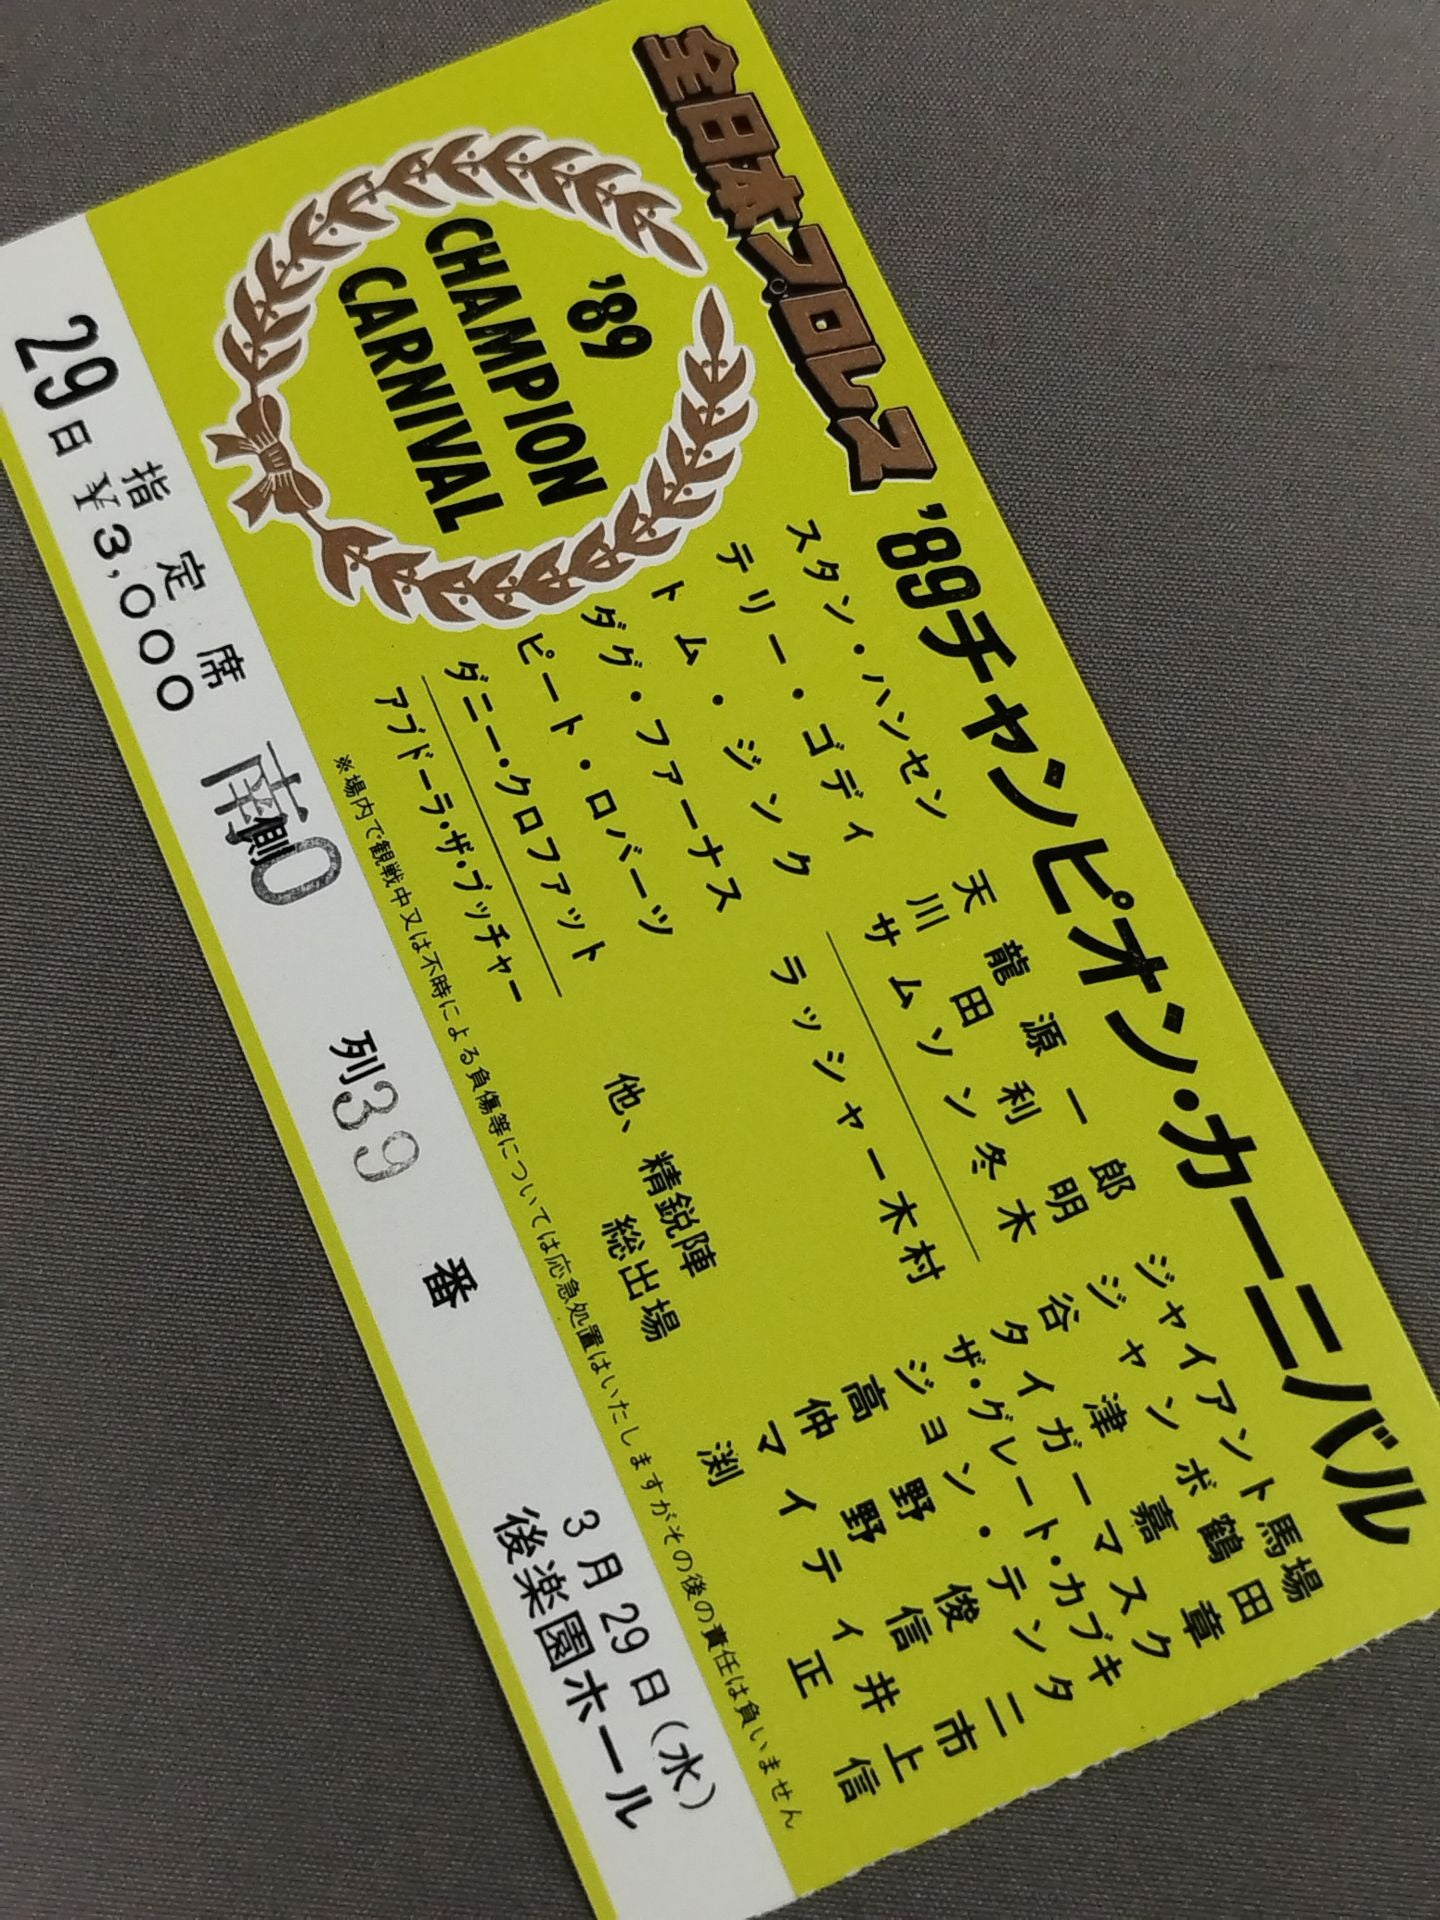 全日本プロレス
'89 チャンピオン・カーニバル
'89
CHAMPION
CARNIVAL
ジャイアント馬場
ジャンボ鶴田
谷津嘉章
タイガーマスク
ザ・グレート・カブキ
ジョン・テンタ
高野俊二
仲野信市
マイティ井上
渕正信
天龍源一郎
川田利明
サムソン冬木
ラッシャー木村
スタン・ハンセン
テリー・ゴディ
トム・ジンク
ダグ・ファーナス
ピート・ロバーツ
ダニー・クロファット
アブドーラ・ザ・ブッチャー
他、精鋭陣
総出場
※場内で観戦中又は不時による負傷等については応急処置はいたしますがその後の責任は負いません
29日 指定席 ¥3,000
南側 O 列 39 番
3月29日(水)
後楽園ホール